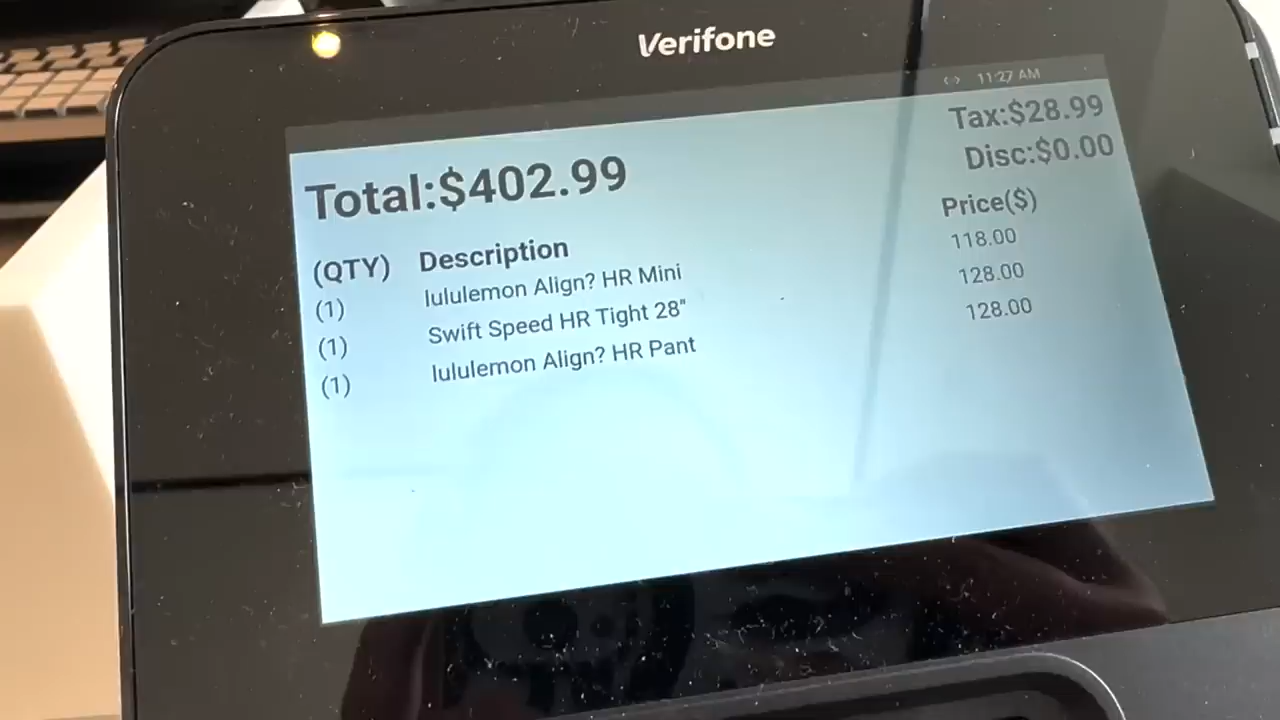 Verifone
11:27 AM
Total:$402.99
Tax:$28.99
Disc:$0.00
(QTY) Description Price($)
(1) lululemon Align? HR Mini 118.00
(1) Swift Speed HR Tight 28" 128.00
(1) lululemon Align? HR Pant 128.00